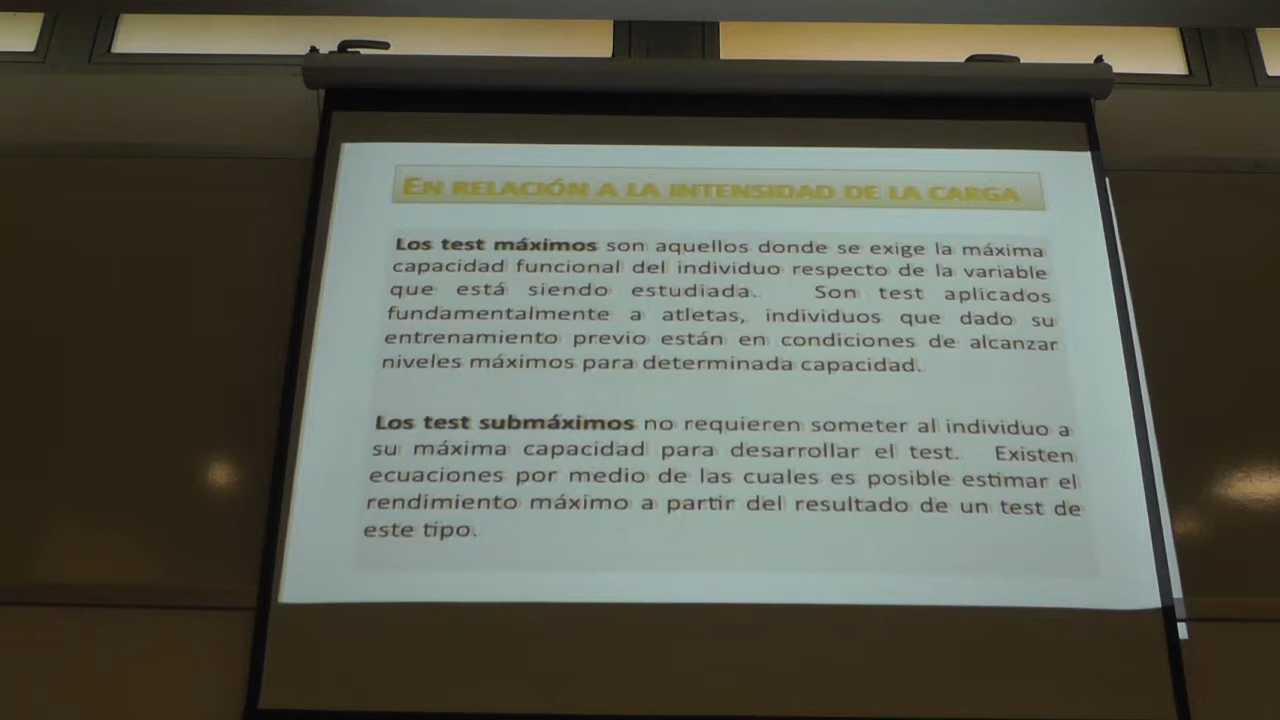 EN RELACIÓN A LA INTENSIDAD DE LA CARGA
Los test máximos son aquellos donde se exige la máxima
capacidad funcional del individuo respecto de la variable
que está siendo estudiada. Son test aplicados
fundamentalmente a atletas, individuos que dado su
entrenamiento previo están en condiciones de alcanzar
niveles máximos para determinada capacidad.
Los test submáximos no requieren someter al individuo a
su máxima capacidad para desarrollar el test. Existen
ecuaciones por medio de las cuales es posible estimar el
rendimiento máximo a partir del resultado de un test de
este tipo.